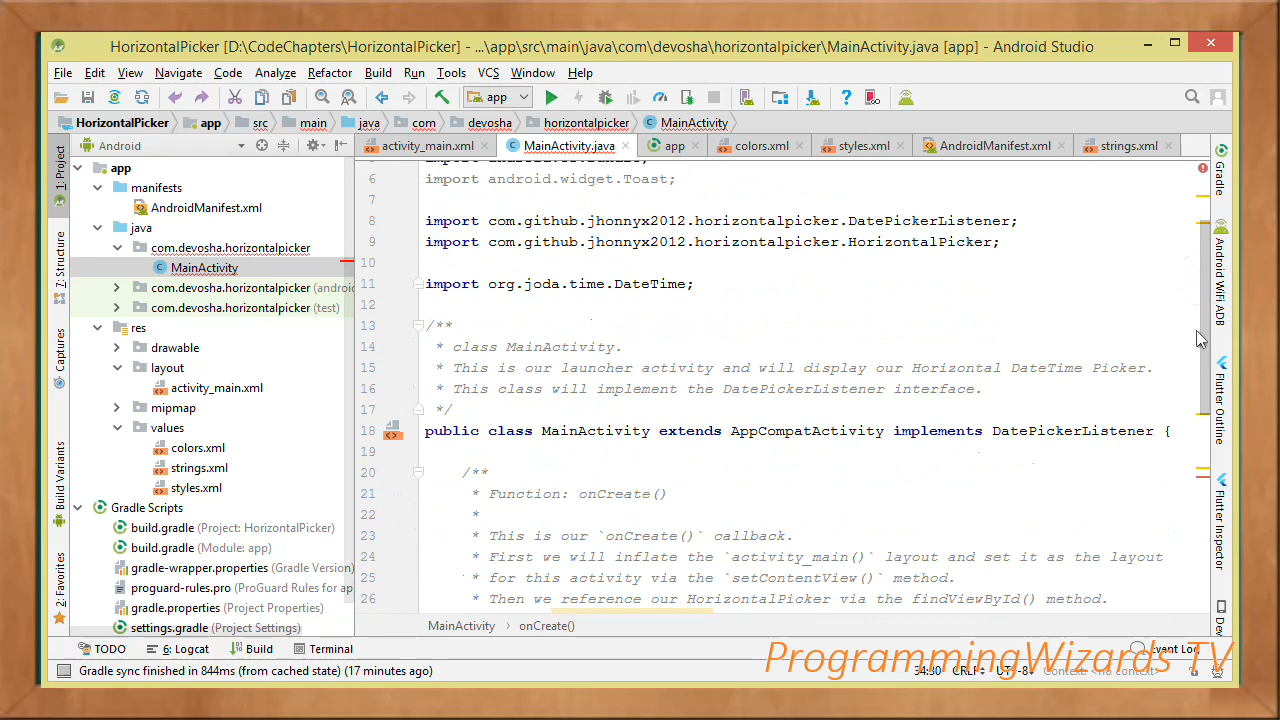 HorizontalPicker [D:\CodeChapters\HorizontalPicker] - ...\app\src\main\java\com\devosha\horizontalpicker\MainActivity.java [app] - Android Studio
File Edit View Navigate Code Analyze Refactor Build Run Tools VCS Window Help
app
HorizontalPicker app src main java com devosha horizontalpicker MainActivity
Android
activity_main.xml MainActivity.java app colors.xml styles.xml AndroidManifest.xml strings.xml
1: Project
7: Structure
Captures
Build Variants
2: Favorites
app
manifests
AndroidManifest.xml
java
com.devosha.horizontalpicker
MainActivity
com.devosha.horizontalpicker (androi
com.devosha.horizontalpicker (test)
res
drawable
layout
activity_main.xml
mipmap
values
colors.xml
strings.xml
styles.xml
Gradle Scripts
build.gradle (Project: HorizontalPicker)
build.gradle (Module: app)
gradle-wrapper.properties (Gradle Version)
proguard-rules.pro (ProGuard Rules for ap
gradle.properties (Project Properties)
settings.gradle (Project Settings)
6 import android.widget.Toast;
7
8 import com.github.jhonnyx2012.horizontalpicker.DatePickerListener;
9 import com.github.jhonnyx2012.horizontalpicker.HorizontalPicker;
10
11 import org.joda.time.DateTime;
12
13 /**
14 * class MainActivity.
15 * This is our launcher activity and will display our Horizontal DateTime Picker.
16 * This class will implement the DatePickerListener interface.
17 */
18 public class MainActivity extends AppCompatActivity implements DatePickerListener {
19
20 /**
21 * Function: onCreate()
22 *
23 * This is our `onCreate()` callback.
24 * First we will inflate the `activity_main()` layout and set it as the layout
25 * for this activity via the `setContentView()` method.
26 * Then we reference our HorizontalPicker via the findViewById() method.
MainActivity onCreate()
Gradle
Android WiFi ADB
Flutter Outline
Flutter Inspector
TODO 6: Logcat Build Terminal Event Log
ProgrammingWizards TV
Gradle sync finished in 844ms (from cached state) (17 minutes ago) 34:30 CRLF UTF-8 Context: <no context>